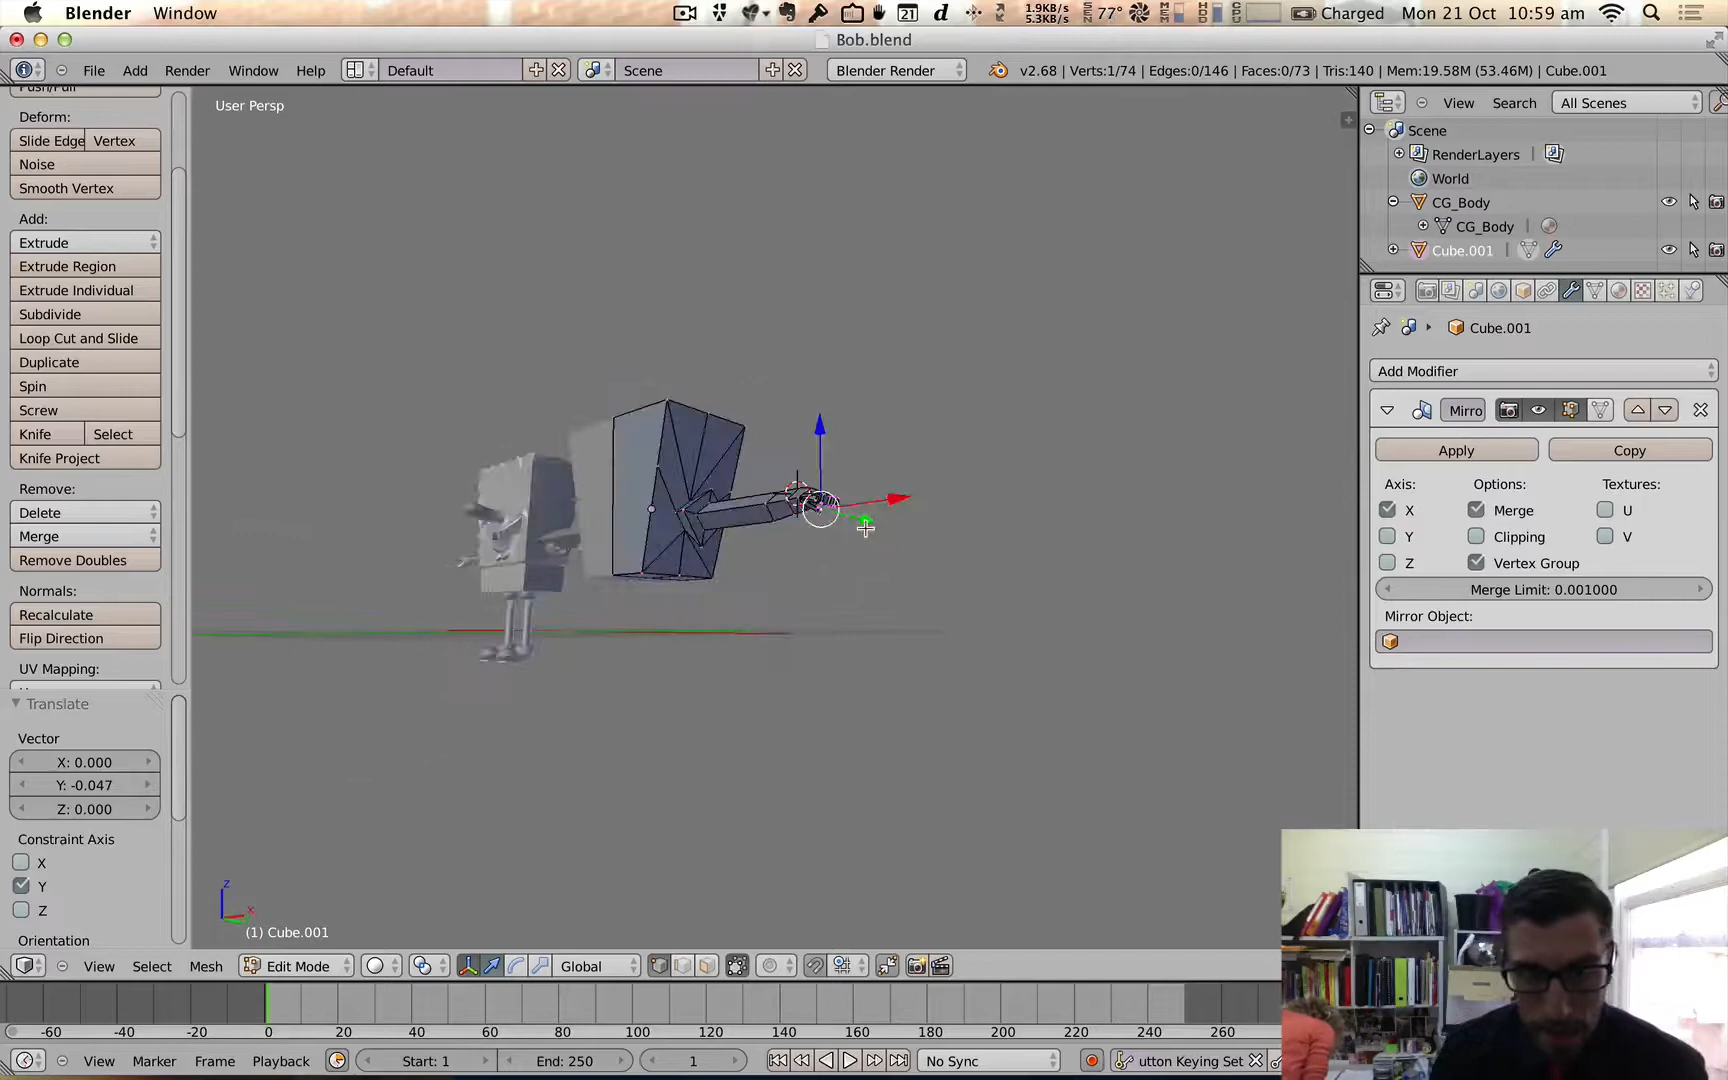 Blender Window 21 d 1.9KB/s 5.3KB/s SEN 77° MEM HDD CPU Charged Mon 21 Oct 10:59 am
Bob.blend
File Add Render Window Help Default Scene Blender Render v2.68 | Verts:1/74 | Edges:0/146 | Faces:0/73 | Tris:140 | Mem:19.58M (53.46M) | Cube.001
Push/Pull
Deform:
Slide Edge Vertex
Noise
Smooth Vertex
Add:
Extrude
Extrude Region
Extrude Individual
Subdivide
Loop Cut and Slide
Duplicate
Spin
Screw
Knife Select
Knife Project
Remove:
Delete
Merge
Remove Doubles
Normals:
Recalculate
Flip Direction
UV Mapping:
Translate
Vector
X: 0.000
Y: -0.047
Z: 0.000
Constraint Axis
X
Y
Z
Orientation
User Persp
z
x
(1) Cube.001
View Search All Scenes
Scene
RenderLayers
World
CG_Body
CG_Body
Cube.001
Cube.001
Add Modifier
Mirro
Apply Copy
Axis: Options: Textures:
X Merge U
Y Clipping V
Z Vertex Group
Merge Limit: 0.001000
Mirror Object:
View Select Mesh Edit Mode Global
-60 -40 -20 0 20 40 60 80 100 120 140 160 180 200 220 240 260
View Marker Frame Playback Start: 1 End: 250 1 No Sync utton Keying Set